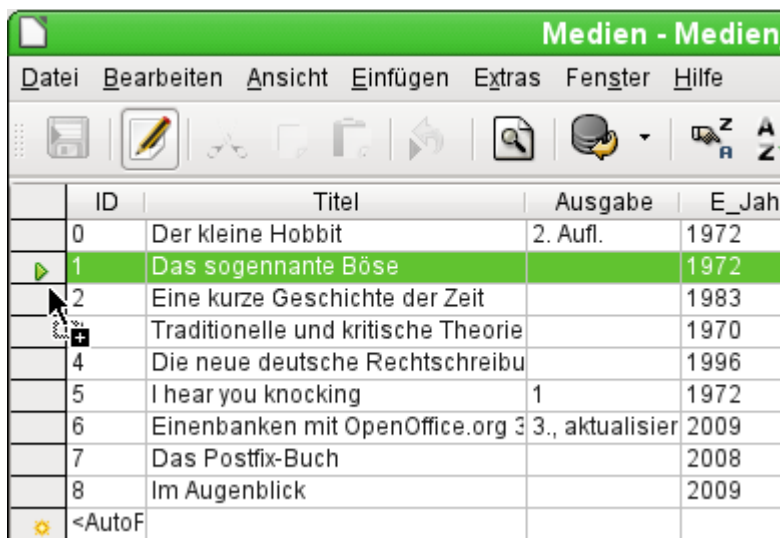 Medien - Medien
Datei Bearbeiten Ansicht Einfügen Extras Fenster Hilfe
Z A
A Z
ID Titel Ausgabe E_Jah
0 Der kleine Hobbit 2. Aufl. 1972
1 Das sogennante Böse 1972
2 Eine kurze Geschichte der Zeit 1983
Traditionelle und kritische Theorie 1970
4 Die neue deutsche Rechtschreibu 1996
5 I hear you knocking 1 1972
6 Einenbanken mit OpenOffice.org 3 3., aktualisier 2009
7 Das Postfix-Buch 2008
8 Im Augenblick 2009
<AutoF